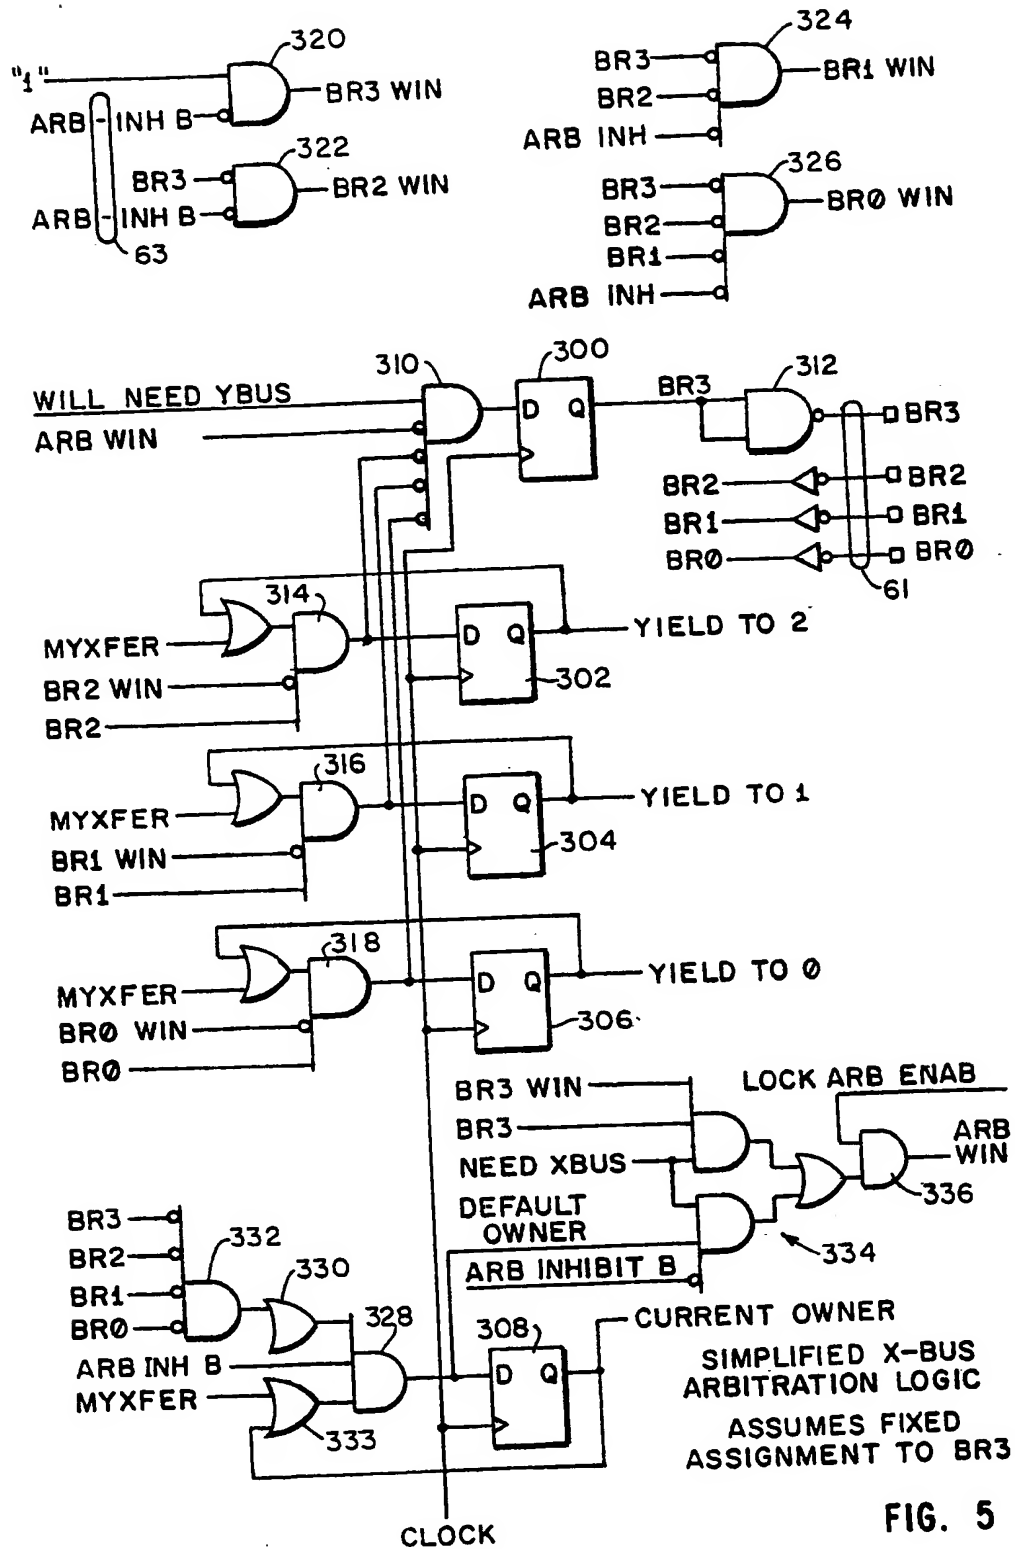 320
"1"
BR3 WIN
ARB - INH B
322
BR3
BR2 WIN
ARB - INH B
63
324
BR3
BR1 WIN
BR2
ARB INH
326
BR3
BR0 WIN
BR2
BR1
ARB INH
310
300
312
WILL NEED YBUS
D Q
BR3
BR3
ARB WIN
BR2
BR2
BR1
BR1
BR0
BR0
61
314
MYXFER
D Q
YIELD TO 2
BR2 WIN
302
BR2
316
MYXFER
D Q
YIELD TO 1
BR1 WIN
304
BR1
318
MYXFER
D Q
YIELD TO 0
BR0 WIN
306
BR0
BR3 WIN
LOCK ARB ENAB
BR3
ARB
WIN
NEED XBUS
336
DEFAULT
OWNER
334
ARB INHIBIT B
BR3
332
BR2
330
BR1
328
BR0
308
CURRENT OWNER
ARB INH B
D Q
MYXFER
333
SIMPLIFIED X-BUS
ARBITRATION LOGIC
ASSUMES FIXED
ASSIGNMENT TO BR3
CLOCK
FIG. 5